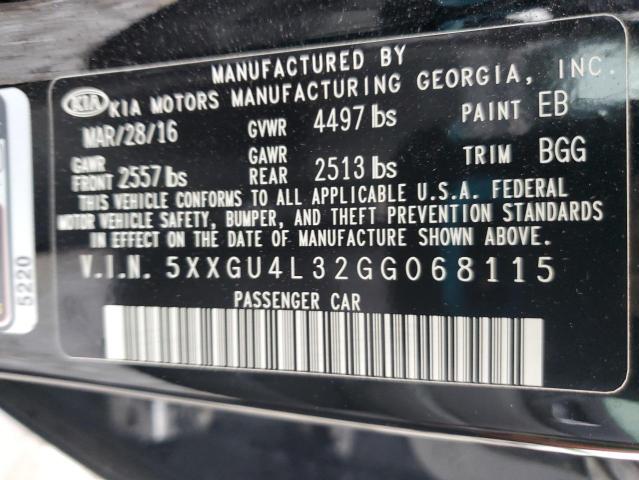 MANUFACTURED BY
KIA KIA MOTORS MANUFACTURING GEORGIA, INC.
MAR/28/16 GVWR 4497 lbs PAINT EB
GAWR FRONT 2557 lbs GAWR REAR 2513 lbs TRIM BGG
THIS VEHICLE CONFORMS TO ALL APPLICABLE U.S.A. FEDERAL
MOTOR VEHICLE SAFETY, BUMPER, AND THEFT PREVENTION STANDARDS
IN EFFECT ON THE DATE OF MANUFACTURE SHOWN ABOVE.
V.I.N. 5XXGU4L32GG068115
PASSENGER CAR
5220